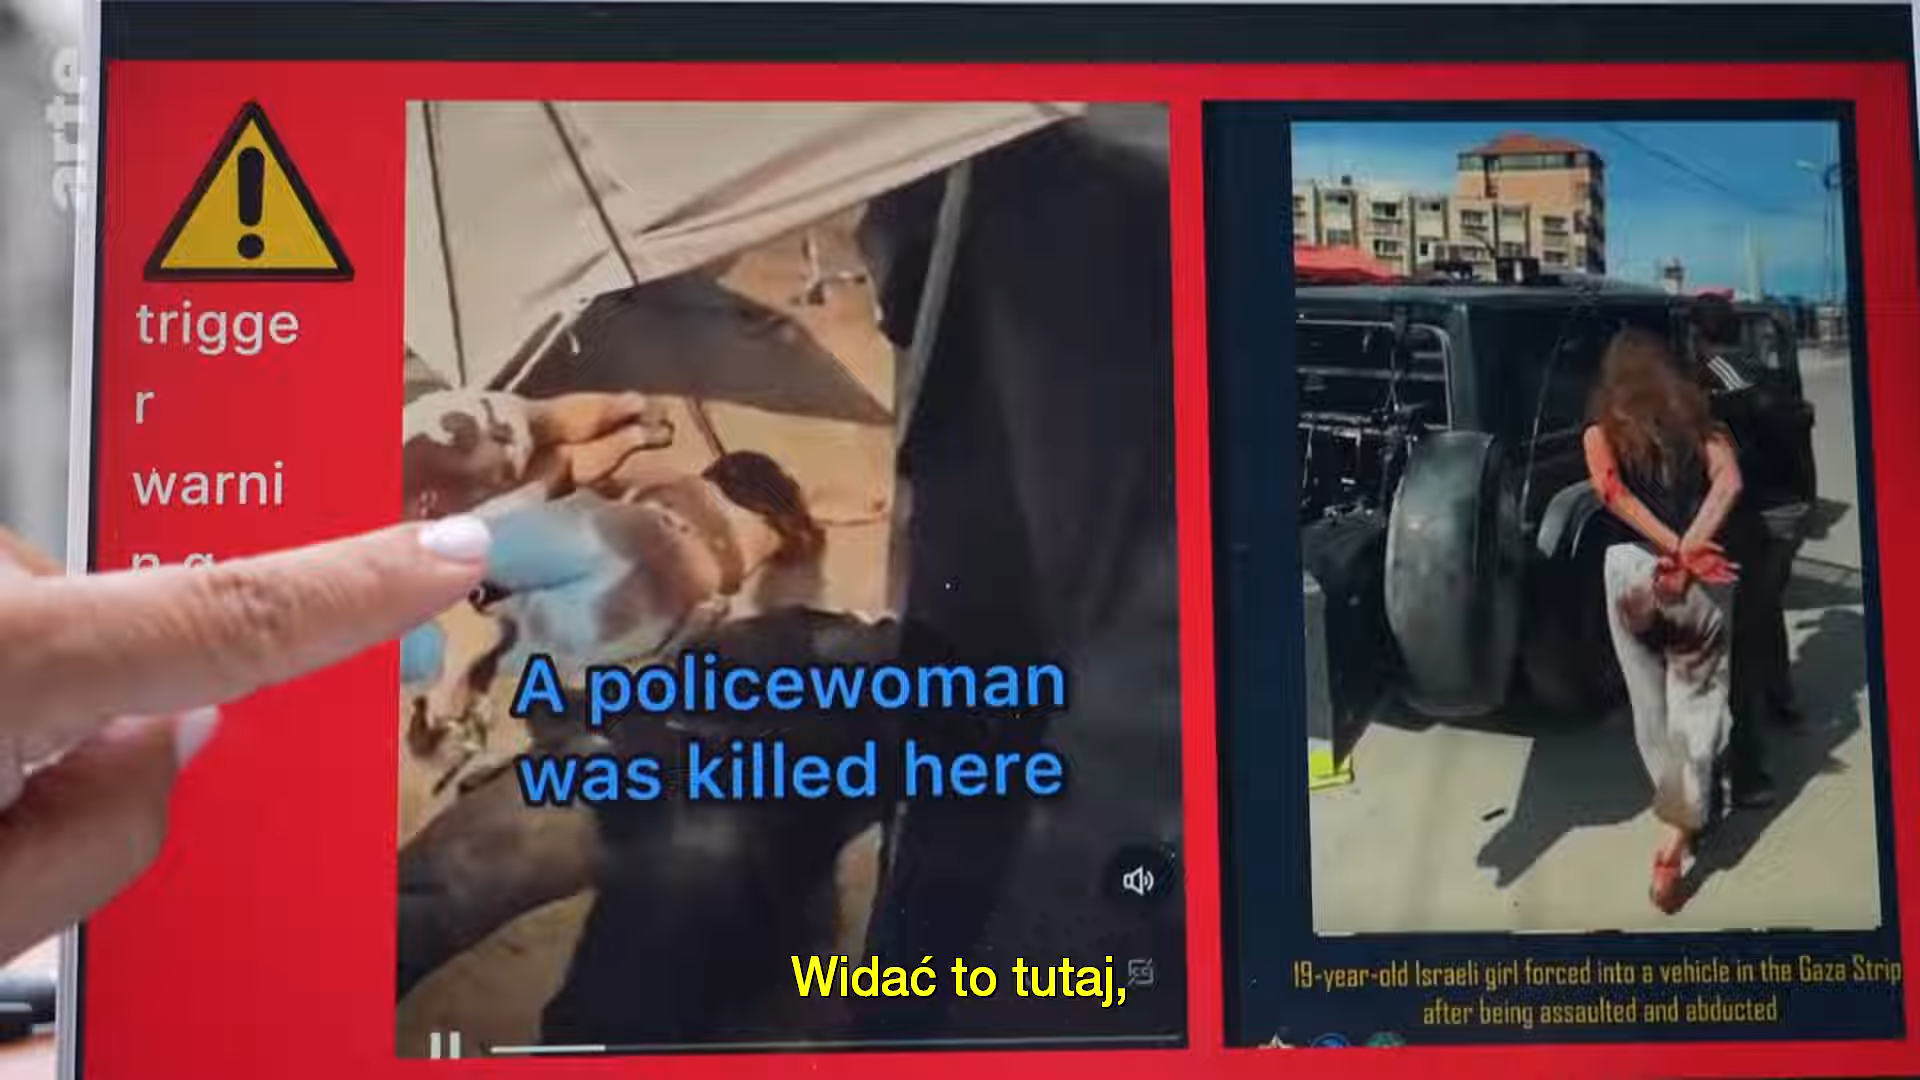 arte
trigge
r
warni
n g
A policewoman
was killed here
19-year-old Israeli girl forced into a vehicle in the Gaza Strip
after being assaulted and abducted
Widać to tutaj,